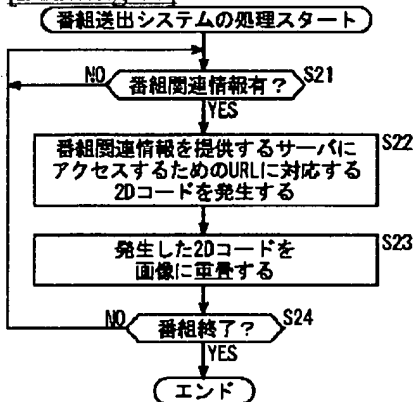 番組送出システムの処理スタート
NO 番組関連情報有？ S21
YES
番組関連情報を提供するサーバに S22
アクセスするためのURLに対応する
2Dコードを発生する
発生した2Dコードを S23
画像に重畳する
NO 番組終了？ S24
YES
エンド